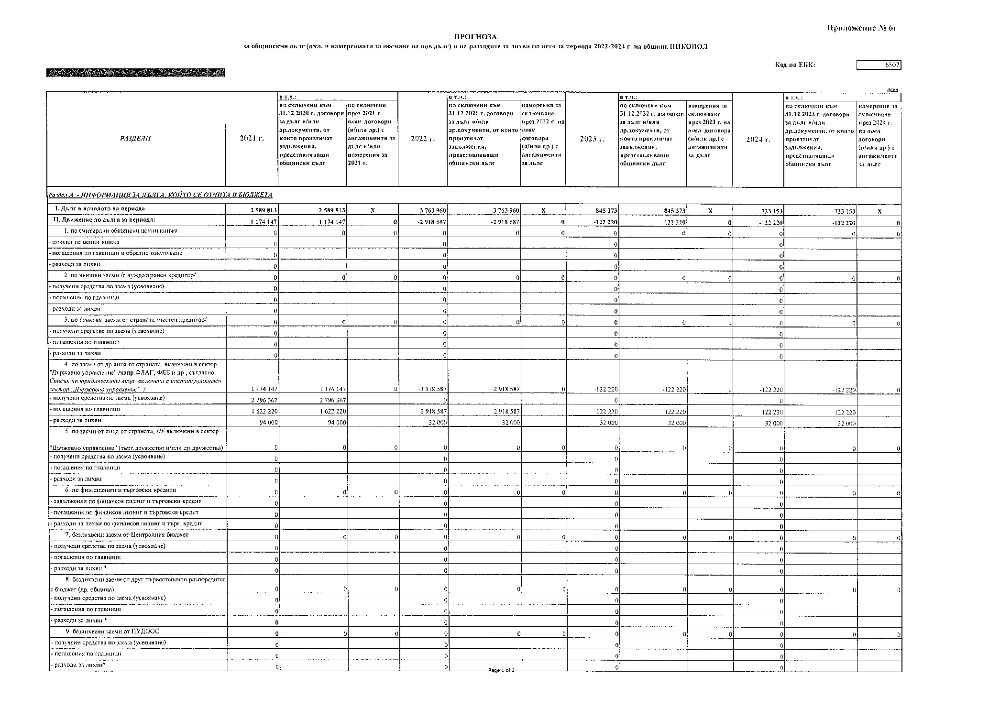 Приложение № 6г
ПРОГНОЗА
за общинския дълг (вкл. и намеренията за поемане на нов дълг) и на разходите за лихви по него за периода 2022-2024 г. на община НИКОПОЛ
Код по ЕБК: 6507
лева
РАЗДЕЛИ
2021 г.
в т.ч.:
по сключени към 31.12.2020 г. договори за дълг и/или др.документи, от които произтичат задължения, представляващи общински дълг
по сключени през 2021 г. нови договори (и/или др.) с ангажименти за дълг и/или намерения за 2021 г.
2022 г.
в т.ч.:
по сключени към 31.12.2021 г. договори за дълг и/или др.документи, от които произтичат задължения, представляващи общински дълг
намерения за сключване през 2022 г. на нови договори (и/или др.) с ангажименти за дълг
2023 г.
в т.ч.:
по сключени към 31.12.2022 г. договори за дълг и/или др.документи, от които произтичат задължения, представляващи общински дълг
намерения за сключване през 2023 г. на нови договори (и/или др.) с ангажименти за дълг
2024 г.
в т.ч.:
по сключени към 31.12.2023 г. договори за дълг и/или др.документи, от които произтичат задължения, представляващи общински дълг
намерения за сключване през 2024 г. на нови договори (и/или др.) с ангажименти за дълг
Раздел А - ИНФОРМАЦИЯ ЗА ДЪЛГА, КОЙТО СЕ ОТЧИТА В БЮДЖЕТА
I. Дълг в началото на периода 2 589 813 2 589 813 X 3 763 960 3 763 960 X 845 373 845 373 X 723 153 723 153 X
II. Движение по дълга за периода: 1 174 147 1 174 147 0 -2 918 587 -2 918 587 0 -122 220 -122 220 0 -122 220 -122 220 0
1. по емитирани общински ценни книжа 0 0 0 0 0 0 0 0 0 0 0 0
- емисии на ценни книжа 0 0 0 0
- погашения по главници и обратно изкупуване 0 0 0 0
- разходи за лихви 0 0 0 0
2. по външни заеми /с чуждестранен кредитор/ 0 0 0 0 0 0 0 0 0 0 0 0
- получени средства по заема (усвояване) 0 0 0 0
- погашения по главници 0 0 0 0
- разходи за лихви 0 0 0 0
3. по банкови заеми от страната /местен кредитор/ 0 0 0 0 0 0 0 0 0 0 0 0
- получени средства по заема (усвояване) 0 0 0 0
- погашения по главници 0 0 0 0
- разходи за лихви 0 0 0 0
4. по заеми от др.лица от страната, включени в сектор
"Държавно управление" /напр.ФЛАГ, ФЕЕ и др., съгласно
Списък на юридическите лица, включени в институционален
сектор „Държавно управление“ / 1 174 147 1 174 147 0 -2 918 587 -2 918 587 0 -122 220 -122 220 0 -122 220 -122 220 0
- получени средства по заема (усвояване) 2 796 367 2 796 367 0 0 0
- погашения по главници 1 622 220 1 622 220 2 918 587 2 918 587 122 220 122 220 122 220 122 220
- разходи за лихви 94 000 94 000 32 000 32 000 32 000 32 000 32 000 32 000
5. по заеми от лица от страната, НЕ включени в сектор
"Държавно управление" (търг.дружество и/или др.дружества) 0 0 0 0 0 0 0 0 0 0 0 0
- получени средства по заема (усвояване) 0 0 0 0
- погашения по главници 0 0 0 0
- разходи за лихви 0 0 0 0
6. по фин.лизинги и търговски кредити 0 0 0 0 0 0 0 0 0 0 0 0
- задължения по финансов лизинг и търговски кредит 0 0 0 0
- погашения по финансов лизинг и търговски кредит 0 0 0 0
- разходи за лихви по финансов лизинг и търг. кредит 0 0 0 0
7. безлихвени заеми от Централния бюджет 0 0 0 0 0 0 0 0 0 0 0 0
- получени средства по заема (усвояване) 0 0 0 0
- погашения по главници 0 0 0 0
- разходи за лихви * 0 0 0 0
8. безлихвени заеми от друг първостепенен разпоредител
с бюджет (др. община) 0 0 0 0 0 0 0 0 0 0 0 0
- получени средства по заема (усвояване) 0 0 0 0
- погашения по главници 0 0 0 0
- разходи за лихви * 0 0 0 0
9. безлихвени заеми от ПУДООС 0 0 0 0 0 0 0 0 0 0 0 0
- получени средства по заема (усвояване) 0 0 0 0
- погашения по главници 0 0 0 0
- разходи за лихви* 0 0 0 0
Page 1 of 2